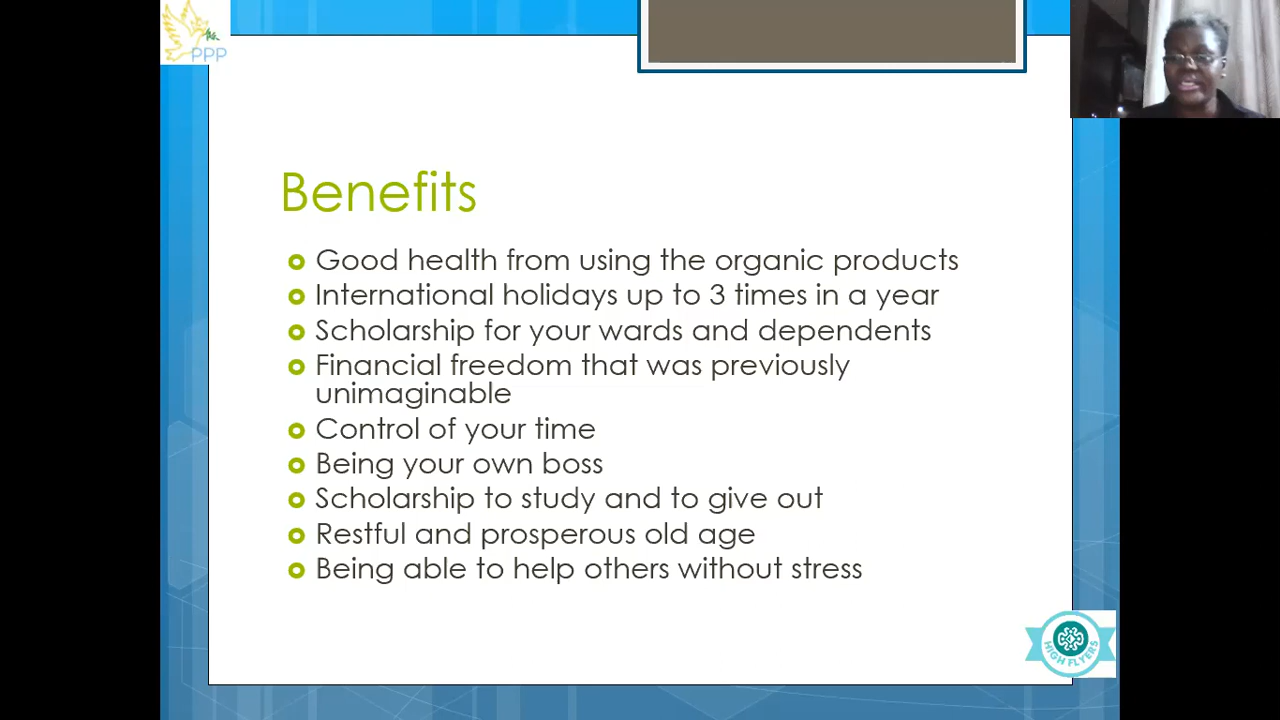 PPP
Benefits
Good health from using the organic products
International holidays up to 3 times in a year
Scholarship for your wards and dependents
Financial freedom that was previously
unimaginable
Control of your time
Being your own boss
Scholarship to study and to give out
Restful and prosperous old age
Being able to help others without stress
HIGH FLYERS